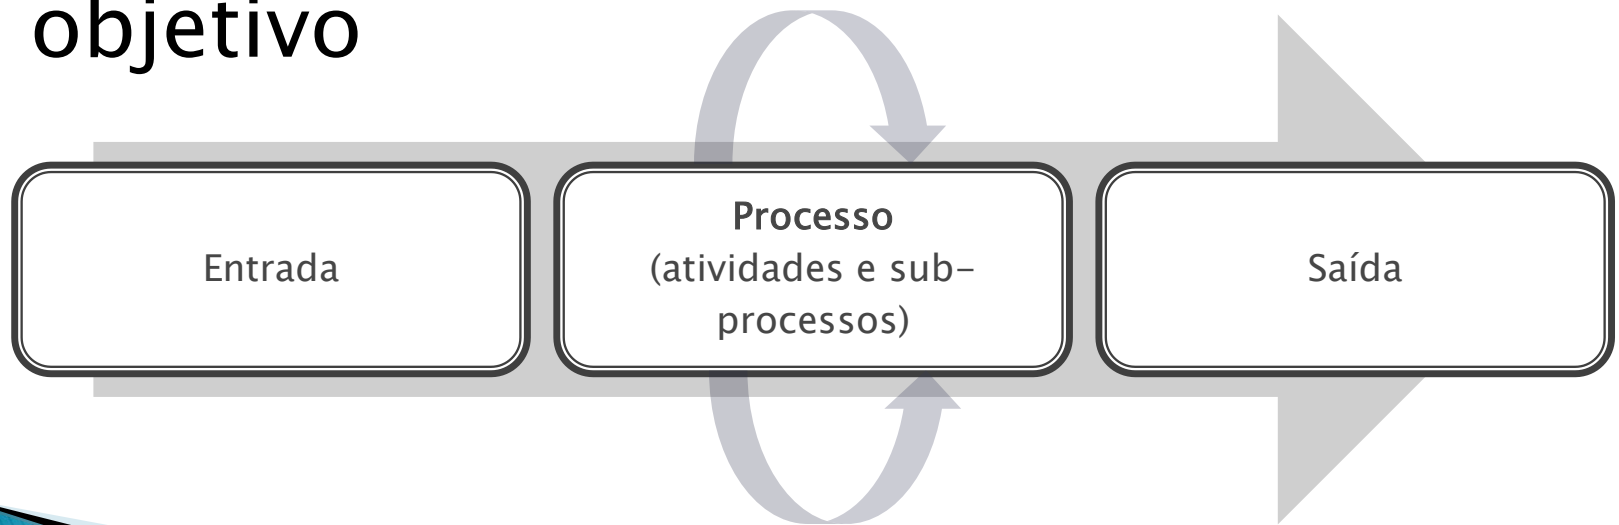 objetivo
Entrada
Processo
(atividades e sub-
processos)
Saída